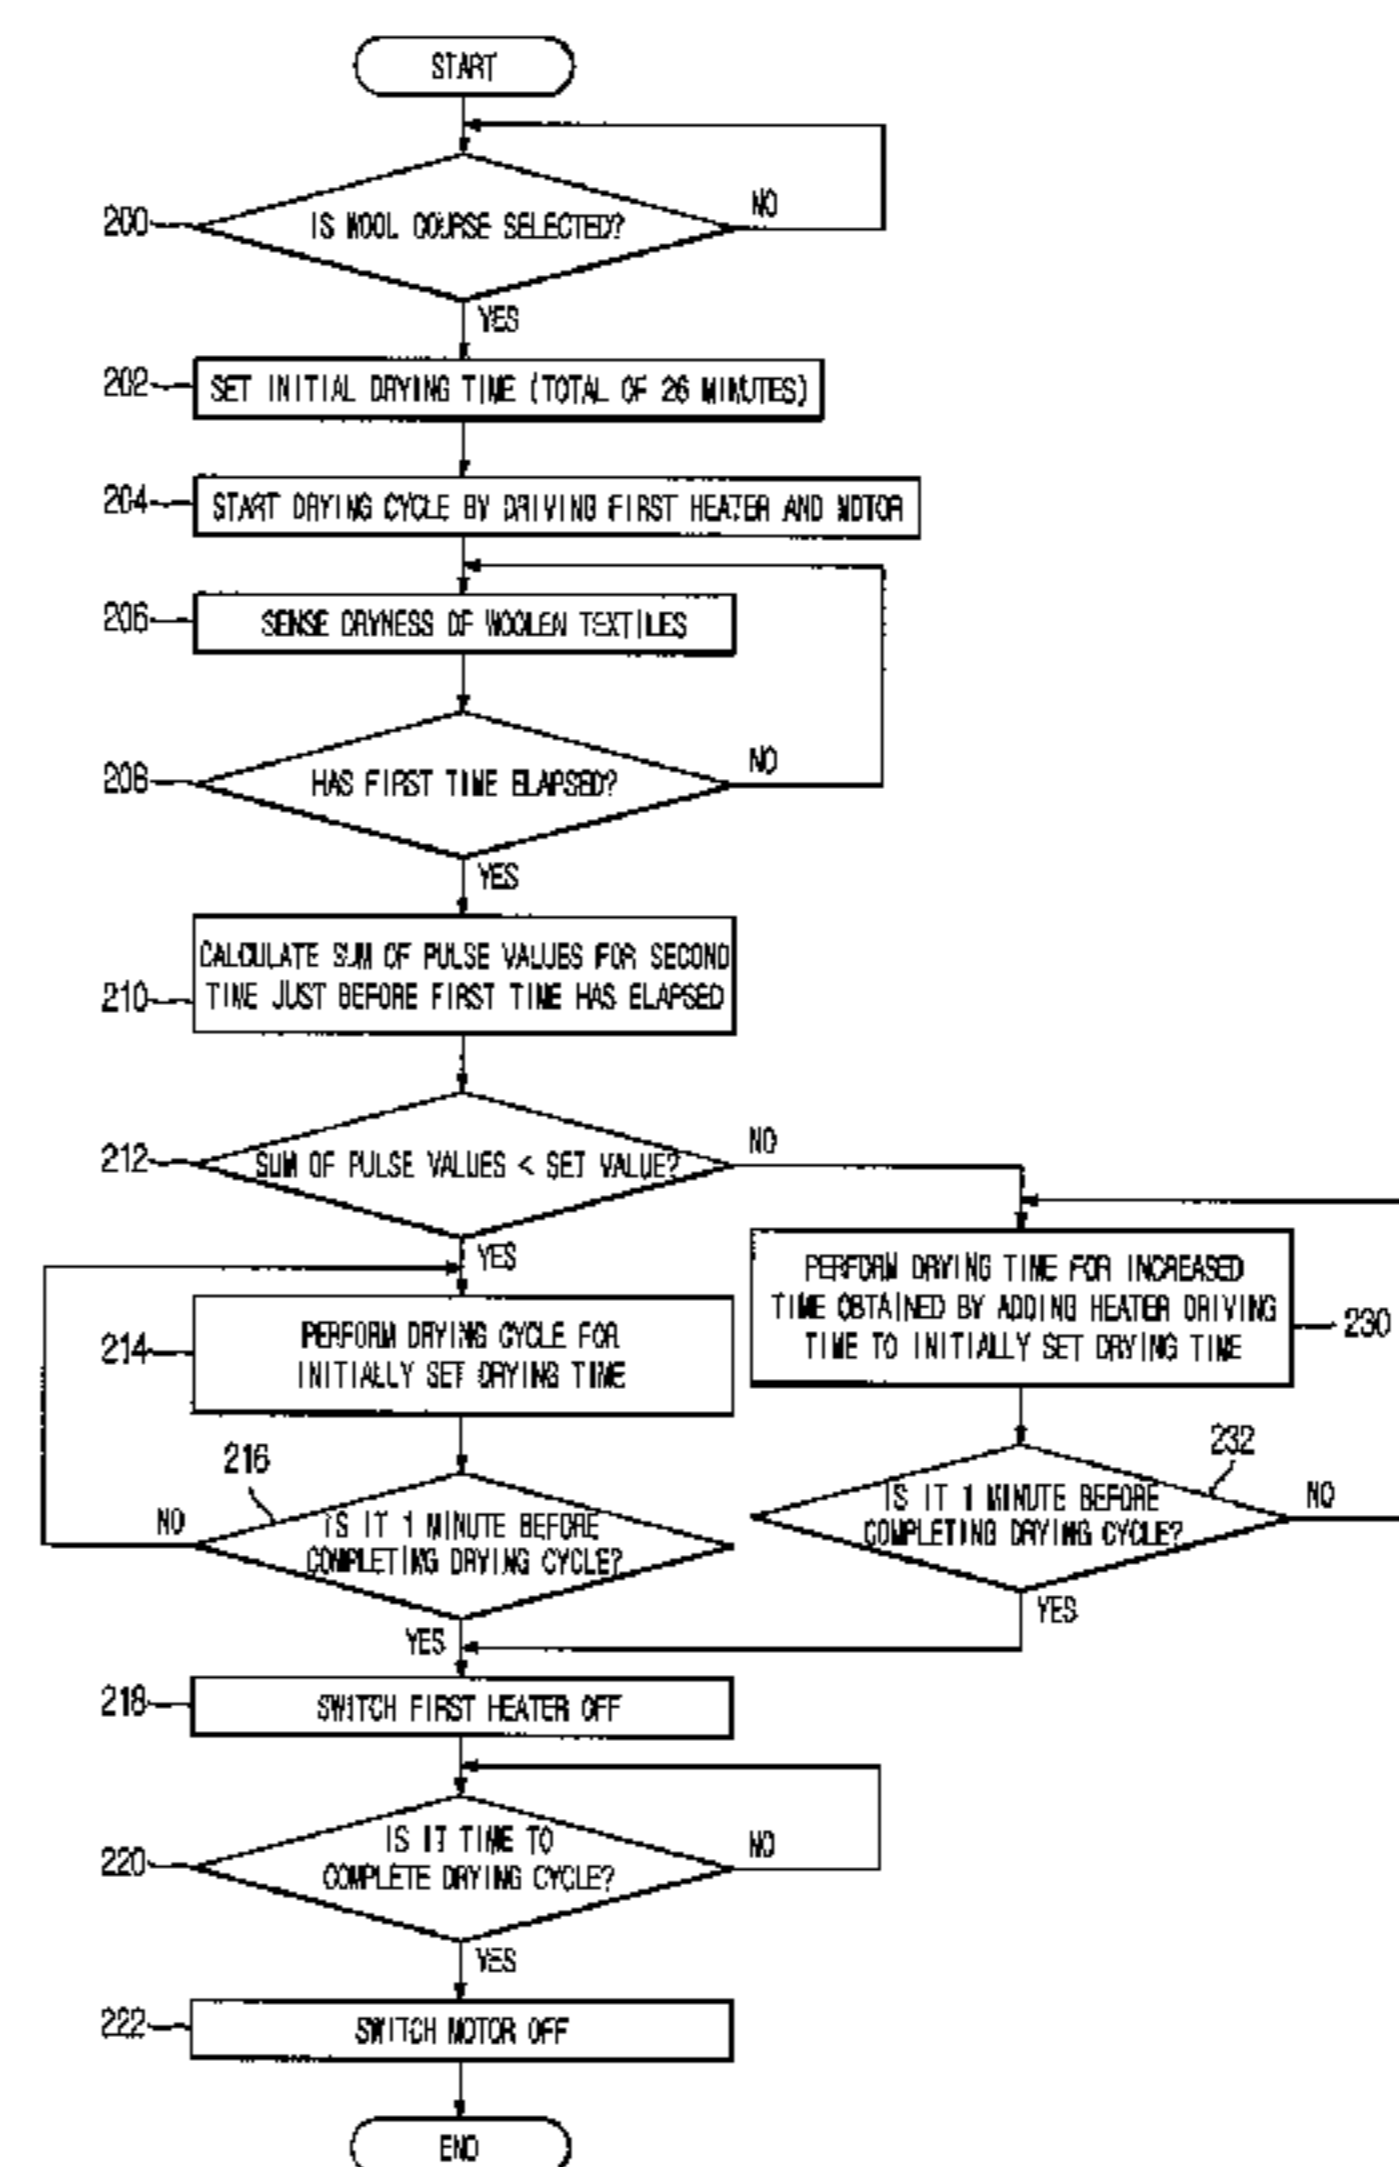 START
200
IS WOOL COURSE SELECTED?
NO
YES
202
SET INITIAL DRYING TIME (TOTAL OF 26 MINUTES)
204
START DRYING CYCLE BY DRIVING FIRST HEATER AND MOTOR
206
SENSE DRYNESS OF WOOLEN TEXTILES
208
HAS FIRST TIME ELAPSED?
NO
YES
210
CALCULATE SUM OF PULSE VALUES FOR SECOND
TIME JUST BEFORE FIRST TIME HAS ELAPSED
212
SUM OF PULSE VALUES < SET VALUE?
NO
YES
214
PERFORM DRYING CYCLE FOR
INITIALLY SET DRYING TIME
PERFORM DRYING TIME FOR INCREASED
TIME OBTAINED BY ADDING HEATER DRIVING
TIME TO INITIALLY SET DRYING TIME
230
216
IS IT 1 MINUTE BEFORE
COMPLETING DRYING CYCLE?
NO
YES
232
IS IT 1 MINUTE BEFORE
COMPLETING DRYING CYCLE?
NO
YES
218
SWITCH FIRST HEATER OFF
220
IS IT TIME TO
COMPLETE DRYING CYCLE?
NO
YES
222
SWITCH MOTOR OFF
END